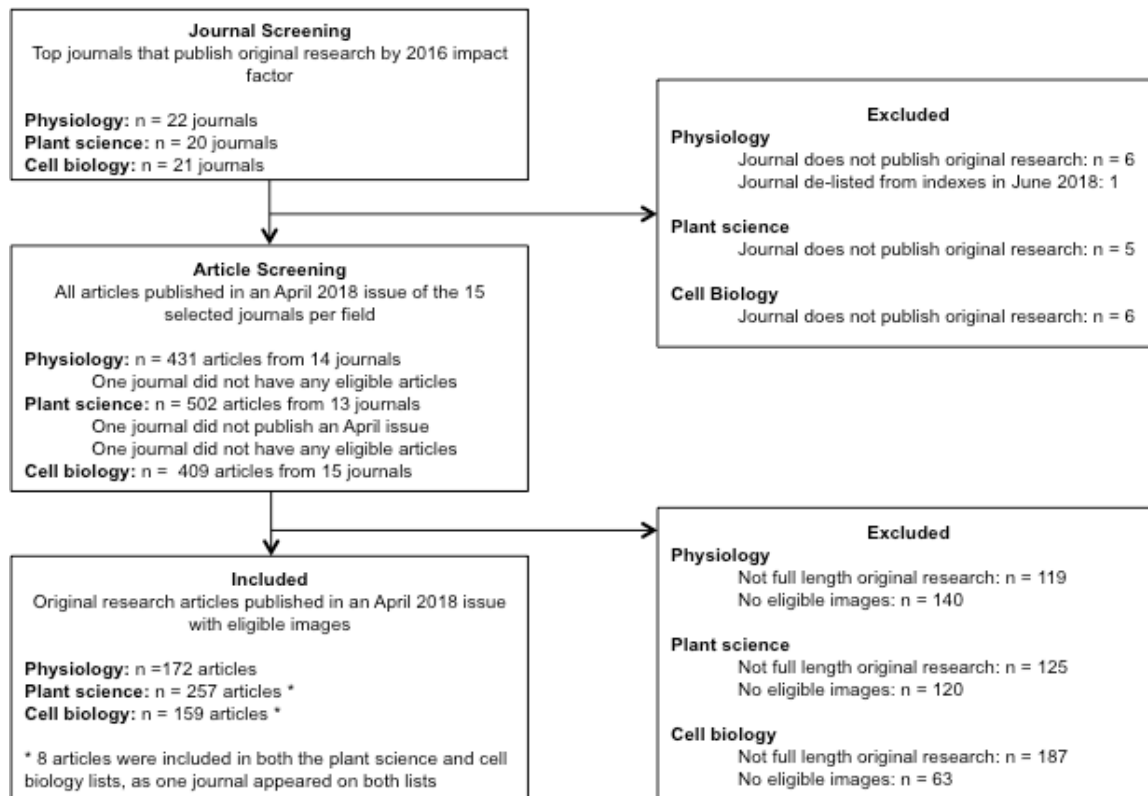 Journal Screening
Top journals that publish original research by 2016 impact
factor
Physiology: n = 22 journals
Plant science: n = 20 journals
Cell biology: n = 21 journals
Excluded
Physiology
Journal does not publish original research: n = 6
Journal de-listed from indexes in June 2018: 1
Plant science
Journal does not publish original research: n = 5
Cell Biology
Journal does not publish original research: n = 6
Article Screening
All articles published in an April 2018 issue of the 15
selected journals per field
Physiology: n = 431 articles from 14 journals
One journal did not have any eligible articles
Plant science: n = 502 articles from 13 journals
One journal did not publish an April issue
One journal did not have any eligible articles
Cell biology: n =  409 articles from 15 journals
Excluded
Physiology
Not full length original research: n = 119
No eligible images: n = 140
Plant science
Not full length original research: n = 125
No eligible images: n = 120
Cell biology
Not full length original research: n = 187
No eligible images: n = 63
Included
Original research articles published in an April 2018 issue
with eligible images
Physiology: n =172 articles
Plant science: n = 257 articles *
Cell biology: n = 159 articles *
* 8 articles were included in both the plant science and cell
biology lists, as one journal appeared on both lists